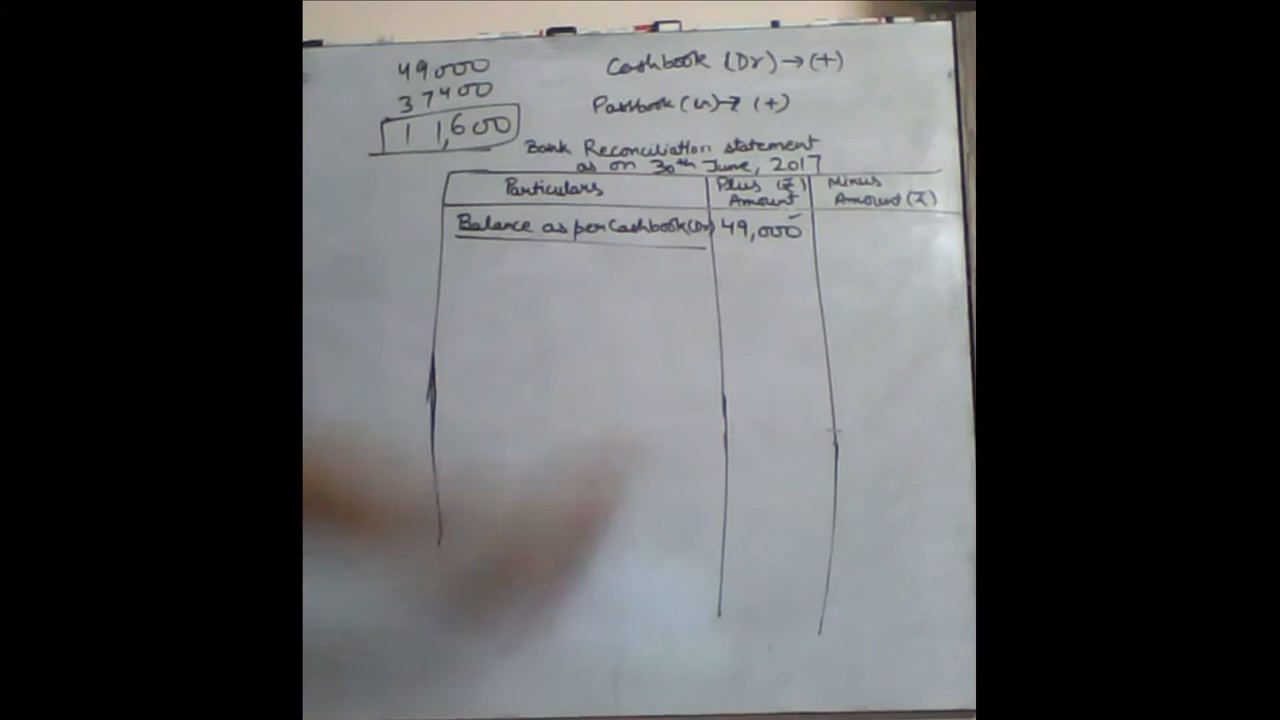 49000
37400
11,600
Cashbook (Dr) → (+)
Passbook (Cr) → (+)
Bank Reconciliation statement
as on 30th June, 2017
Particulars
Plus (₹)
Amount
Minus
Amount (₹)
Balance as per Cashbook (Dr) 49,000